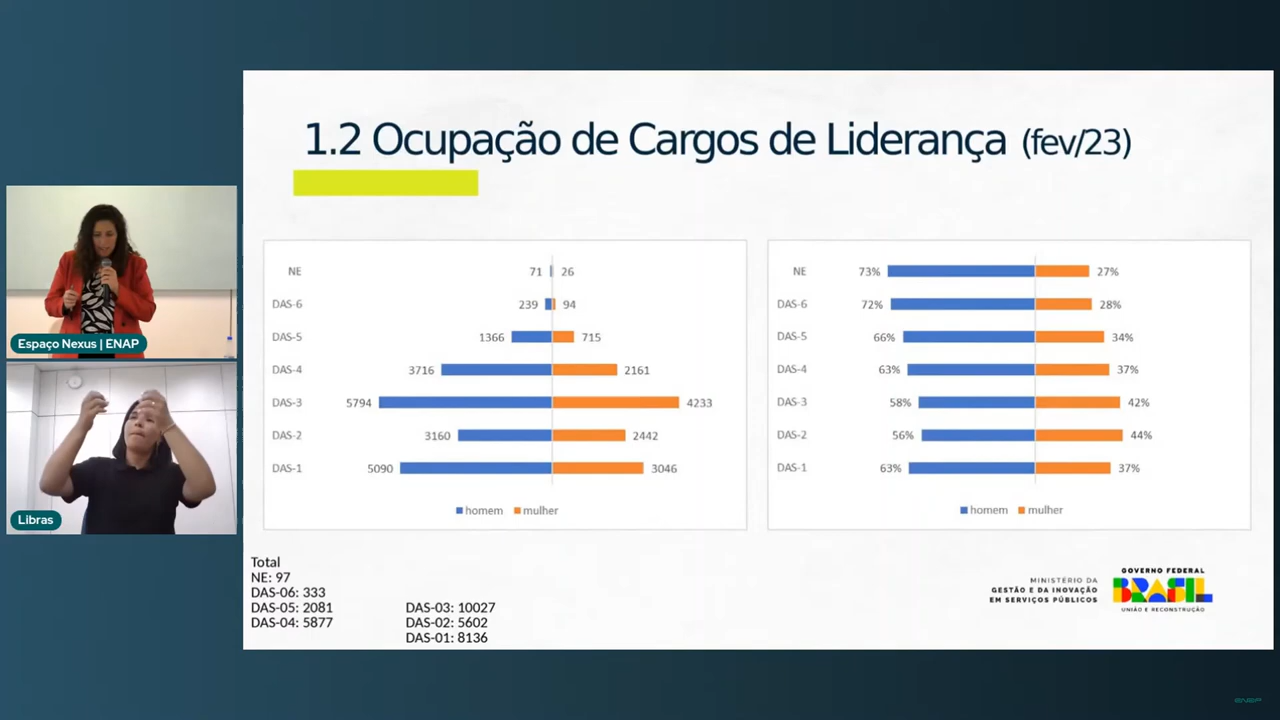 1.2 Ocupação de Cargos de Liderança (fev/23)
NE 71 26
DAS-6 239 94
DAS-5 1366 715
DAS-4 3716 2161
DAS-3 5794 4233
DAS-2 3160 2442
DAS-1 5090 3046
homem mulher
NE 73% 27%
DAS-6 72% 28%
DAS-5 66% 34%
DAS-4 63% 37%
DAS-3 58% 42%
DAS-2 56% 44%
DAS-1 63% 37%
homem mulher
Espaço Nexus | ENAP
Libras
Total
NE: 97
DAS-06: 333
DAS-05: 2081
DAS-04: 5877
DAS-03: 10027
DAS-02: 5602
DAS-01: 8136
MINISTÉRIO DA
GESTÃO E DA INOVAÇÃO
EM SERVIÇOS PÚBLICOS
GOVERNO FEDERAL
BRASIL
UNIÃO E RECONSTRUÇÃO
ENAP